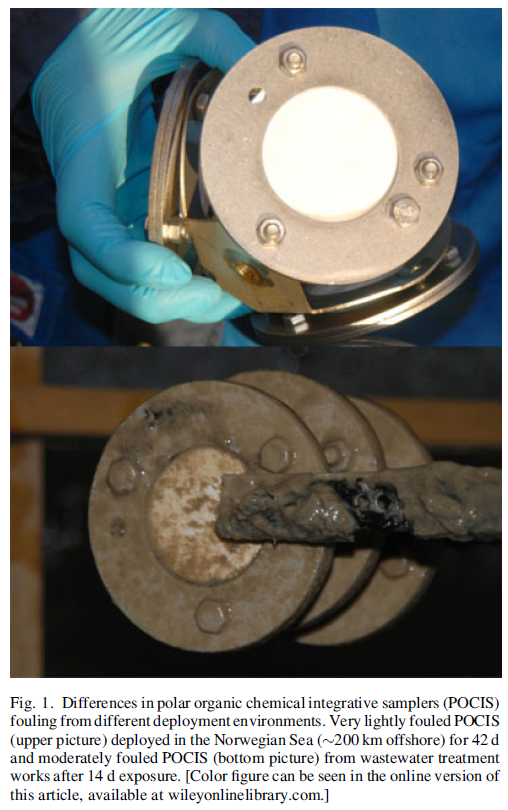 Fig. 1. Differences in polar organic chemical integrative samplers (POCIS)
fouling from different deployment environments. Very lightly fouled POCIS
(upper picture) deployed in the Norwegian Sea (∼200 km offshore) for 42 d
and moderately fouled POCIS (bottom picture) from wastewater treatment
works after 14 d exposure. [Color figure can be seen in the online version of
this article, available at wileyonlinelibrary.com.]